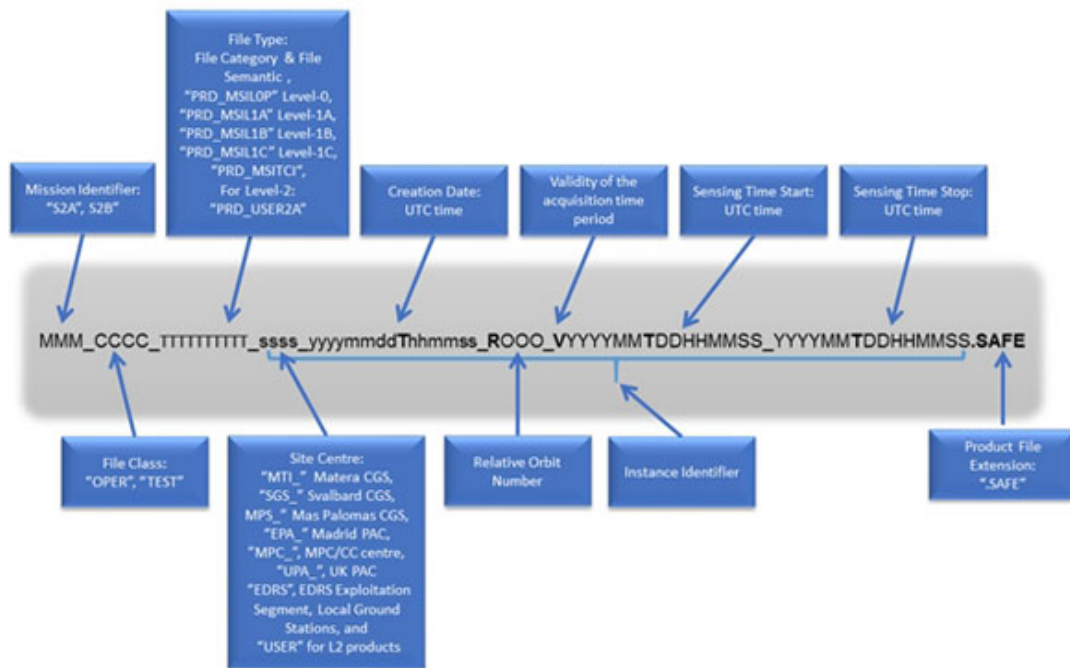 File Type:
File Category & File
Semantic ,
“PRD_MSIL0P” Level-0,
“PRD_MSIL1A” Level-1A,
“PRD_MSIL1B” Level-1B,
“PRD_MSIL1C” Level-1C,
“PRD_MSITCI”,
For Level-2:
“PRD_USER2A”
Mission Identifier:
“S2A”, S2B”
Creation Date:
UTC time
Validity of the
acquisition time
period
Sensing Time Start:
UTC time
Sensing Time Stop:
UTC time
MMM_CCCC_TTTTTTTTTT_ssss_yyyymmddThhmmss_ROOO_VYYYYMMTDDHHMMSS_YYYYMMTDDHHMMSS.SAFE
File Class:
“OPER”, “TEST”
Site Centre:
“MTI_” Matera CGS,
“SGS_” Svalbard CGS,
MPS_” Mas Palomas CGS,
“EPA_” Madrid PAC,
“MPC_”, MPC/CC centre,
“UPA_”, UK PAC
“EDRS”, EDRS Exploitation
Segment, Local Ground
Stations, and
“USER” for L2 products
Relative Orbit
Number
Instance Identifier
Product File
Extension:
“.SAFE”